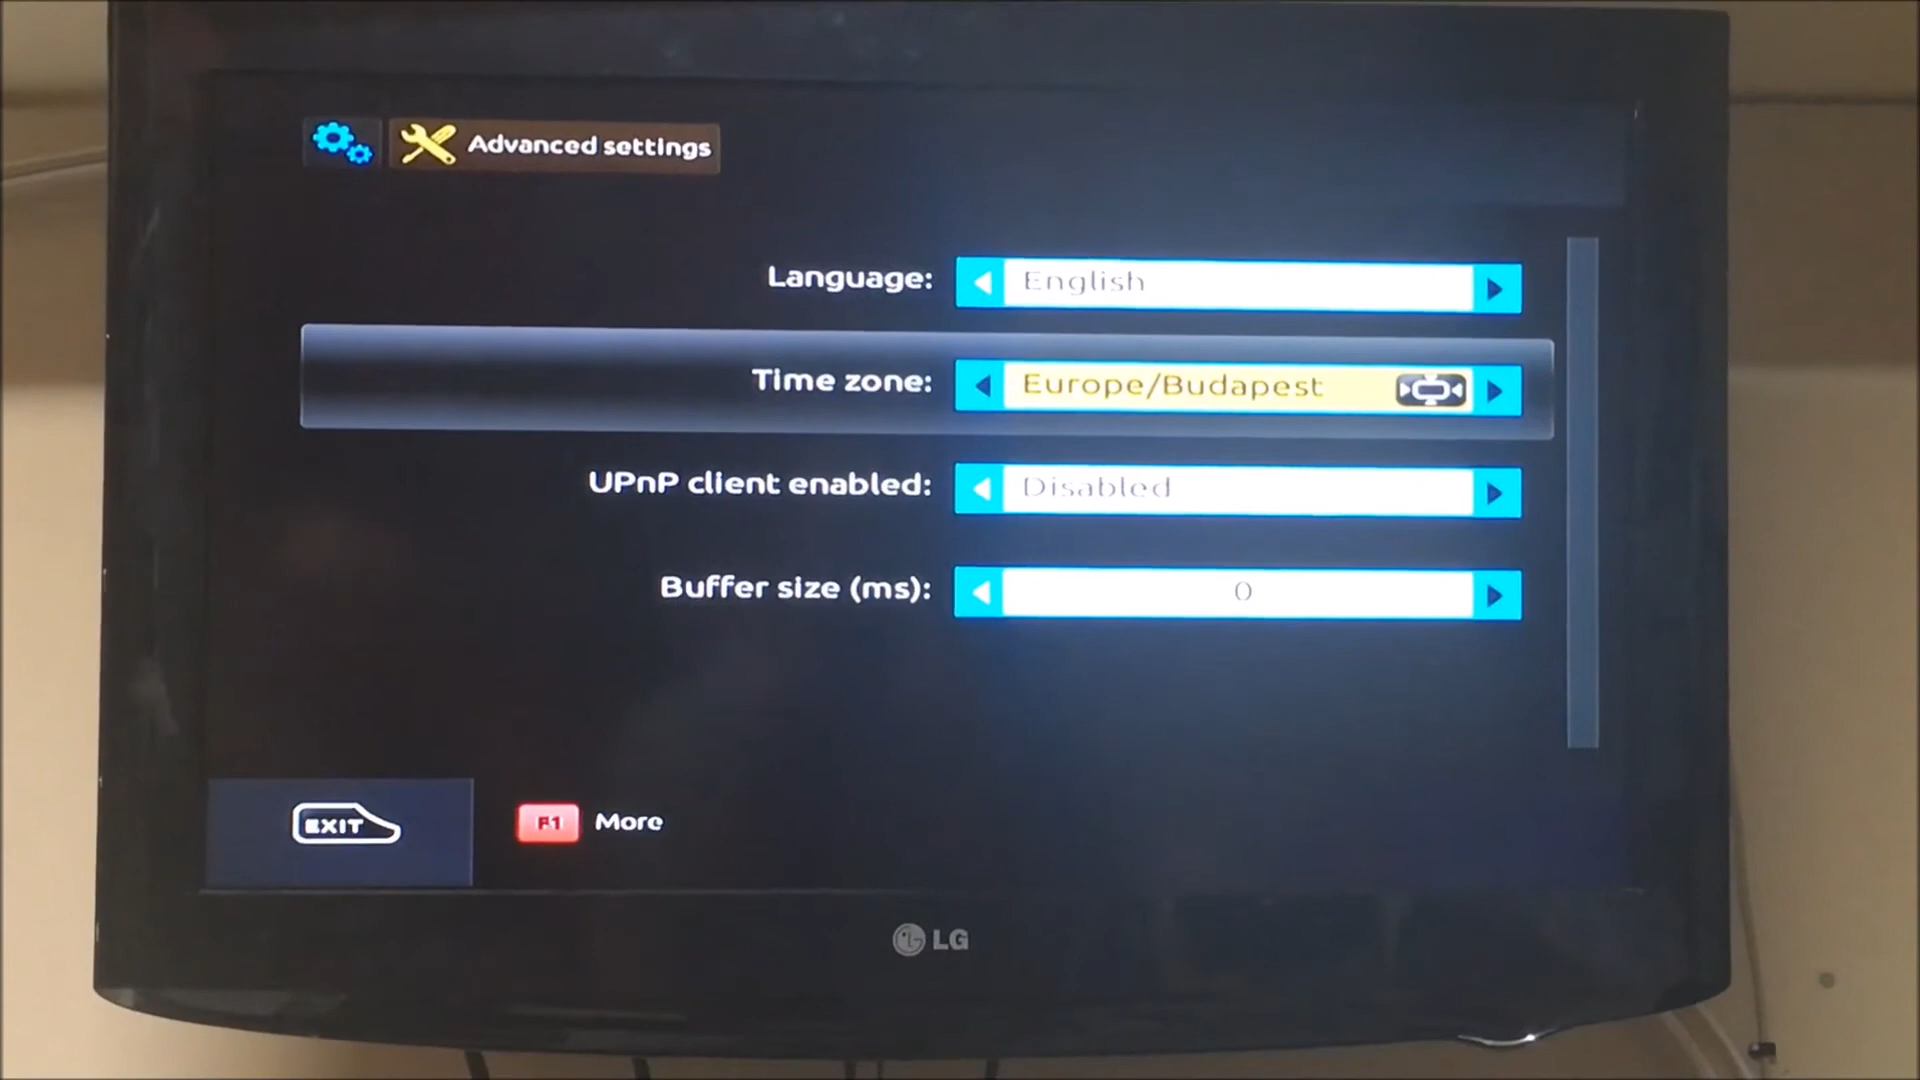 Advanced settings
Language: English
Time zone: Europe/Budapest
UPnP client enabled: Disabled
Buffer size (ms): 0
EXIT F1 More
LG